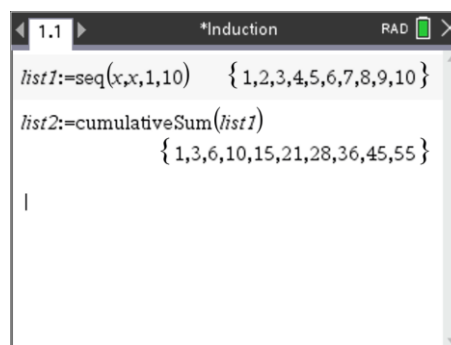 1.1 *Induction RAD
list1:=seq(x,x,1,10) {1,2,3,4,5,6,7,8,9,10}
list2:=cumulativeSum(list1)
{1,3,6,10,15,21,28,36,45,55}